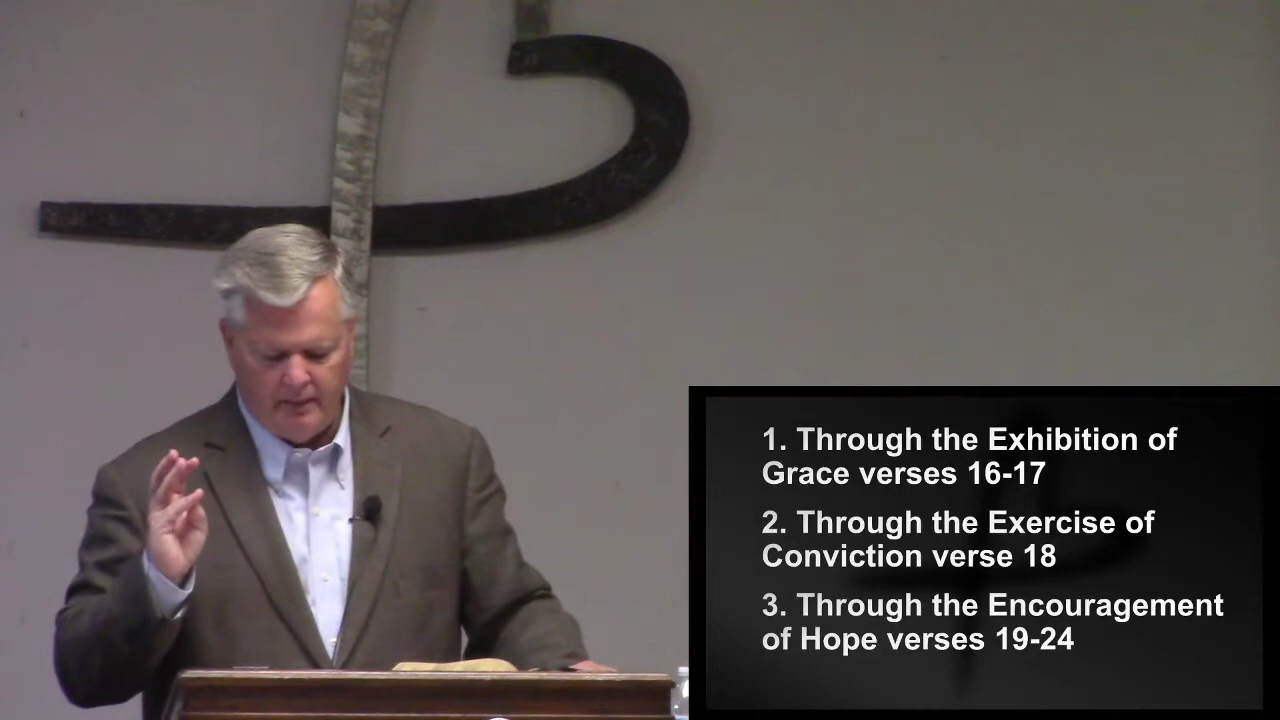 1. Through the Exhibition of
Grace verses 16-17
2. Through the Exercise of
Conviction verse 18
3. Through the Encouragement
of Hope verses 19-24